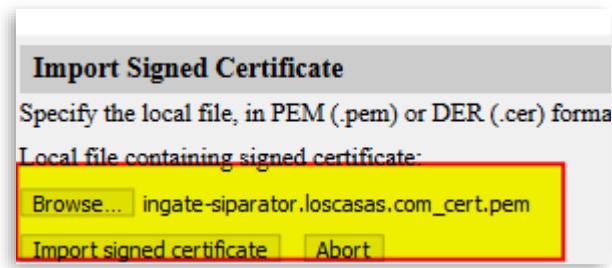 Import Signed Certificate
Specify the local file, in PEM (.pem) or DER (.cer) forma
Local file containing signed certificate:
Browse... ingate-siparator.loscasas.com_cert.pem
Import signed certificate Abort